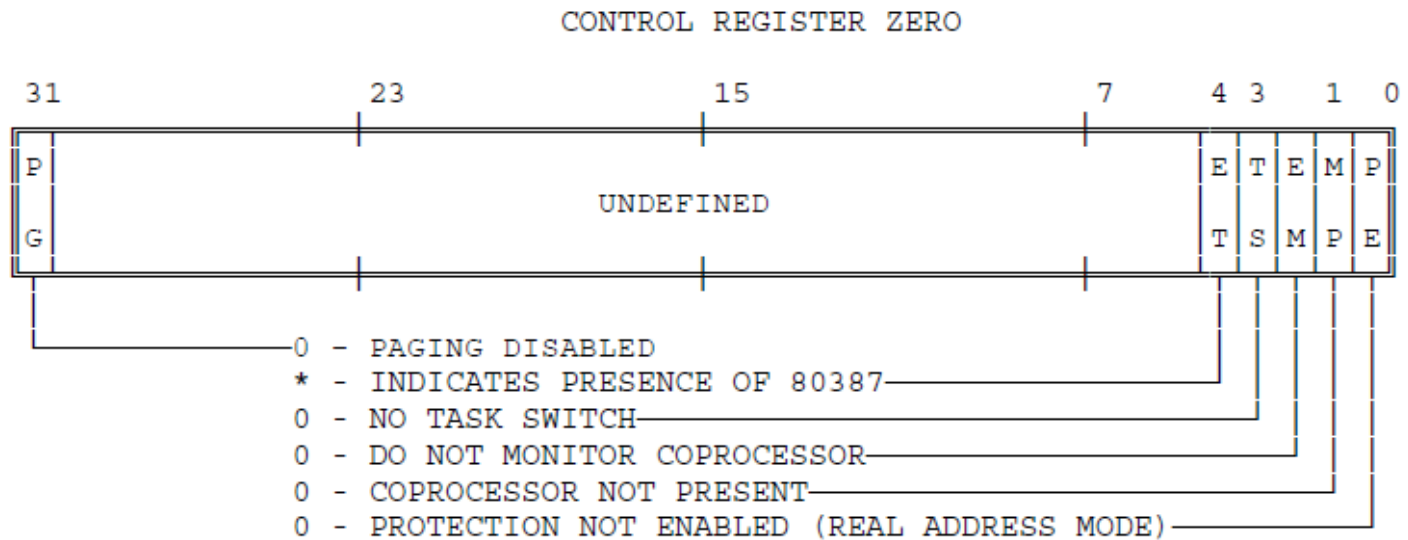 CONTROL REGISTER ZERO
31 23 15 7 4 3 1 0
P E T E M P
UNDEFINED
G T S M P E
0 - PAGING DISABLED
* - INDICATES PRESENCE OF 80387
0 - NO TASK SWITCH
0 - DO NOT MONITOR COPROCESSOR
0 - COPROCESSOR NOT PRESENT
0 - PROTECTION NOT ENABLED (REAL ADDRESS MODE)